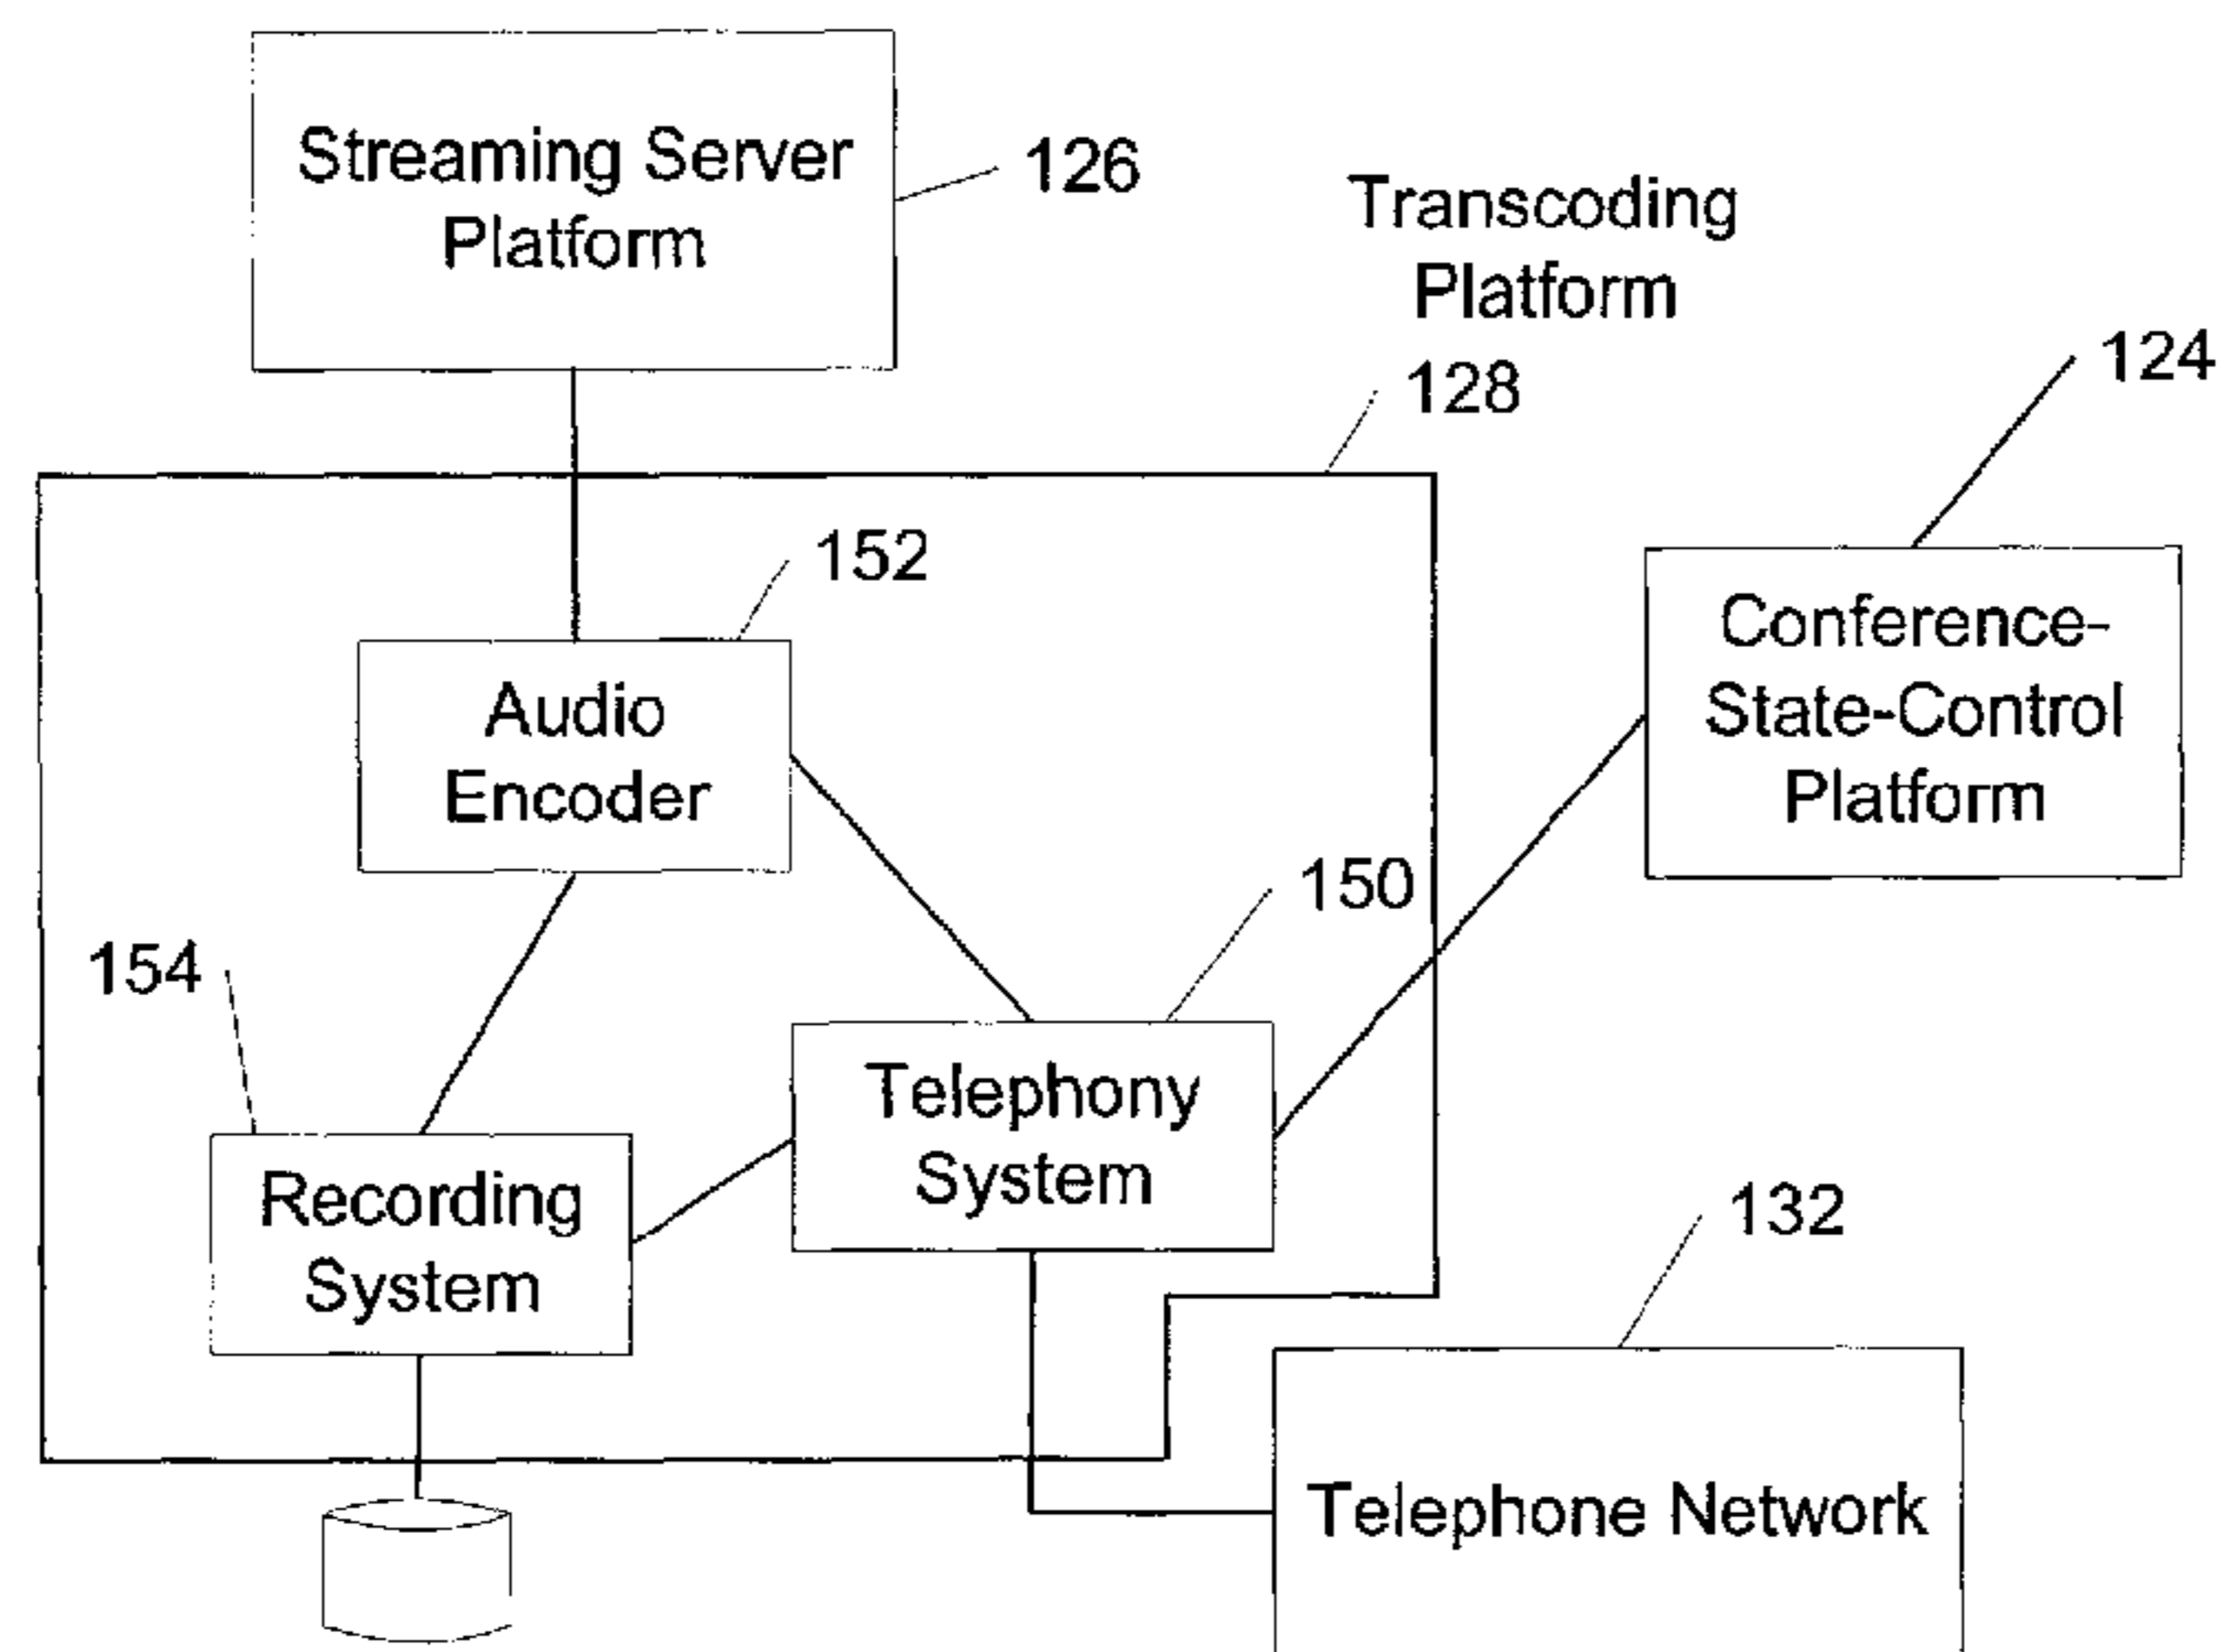 Streaming Server
Platform
126
Transcoding
Platform
128
124
152
Audio
Encoder
Conference-
State-Control
Platform
150
154
Telephony
System
Recording
System
132
Telephone Network